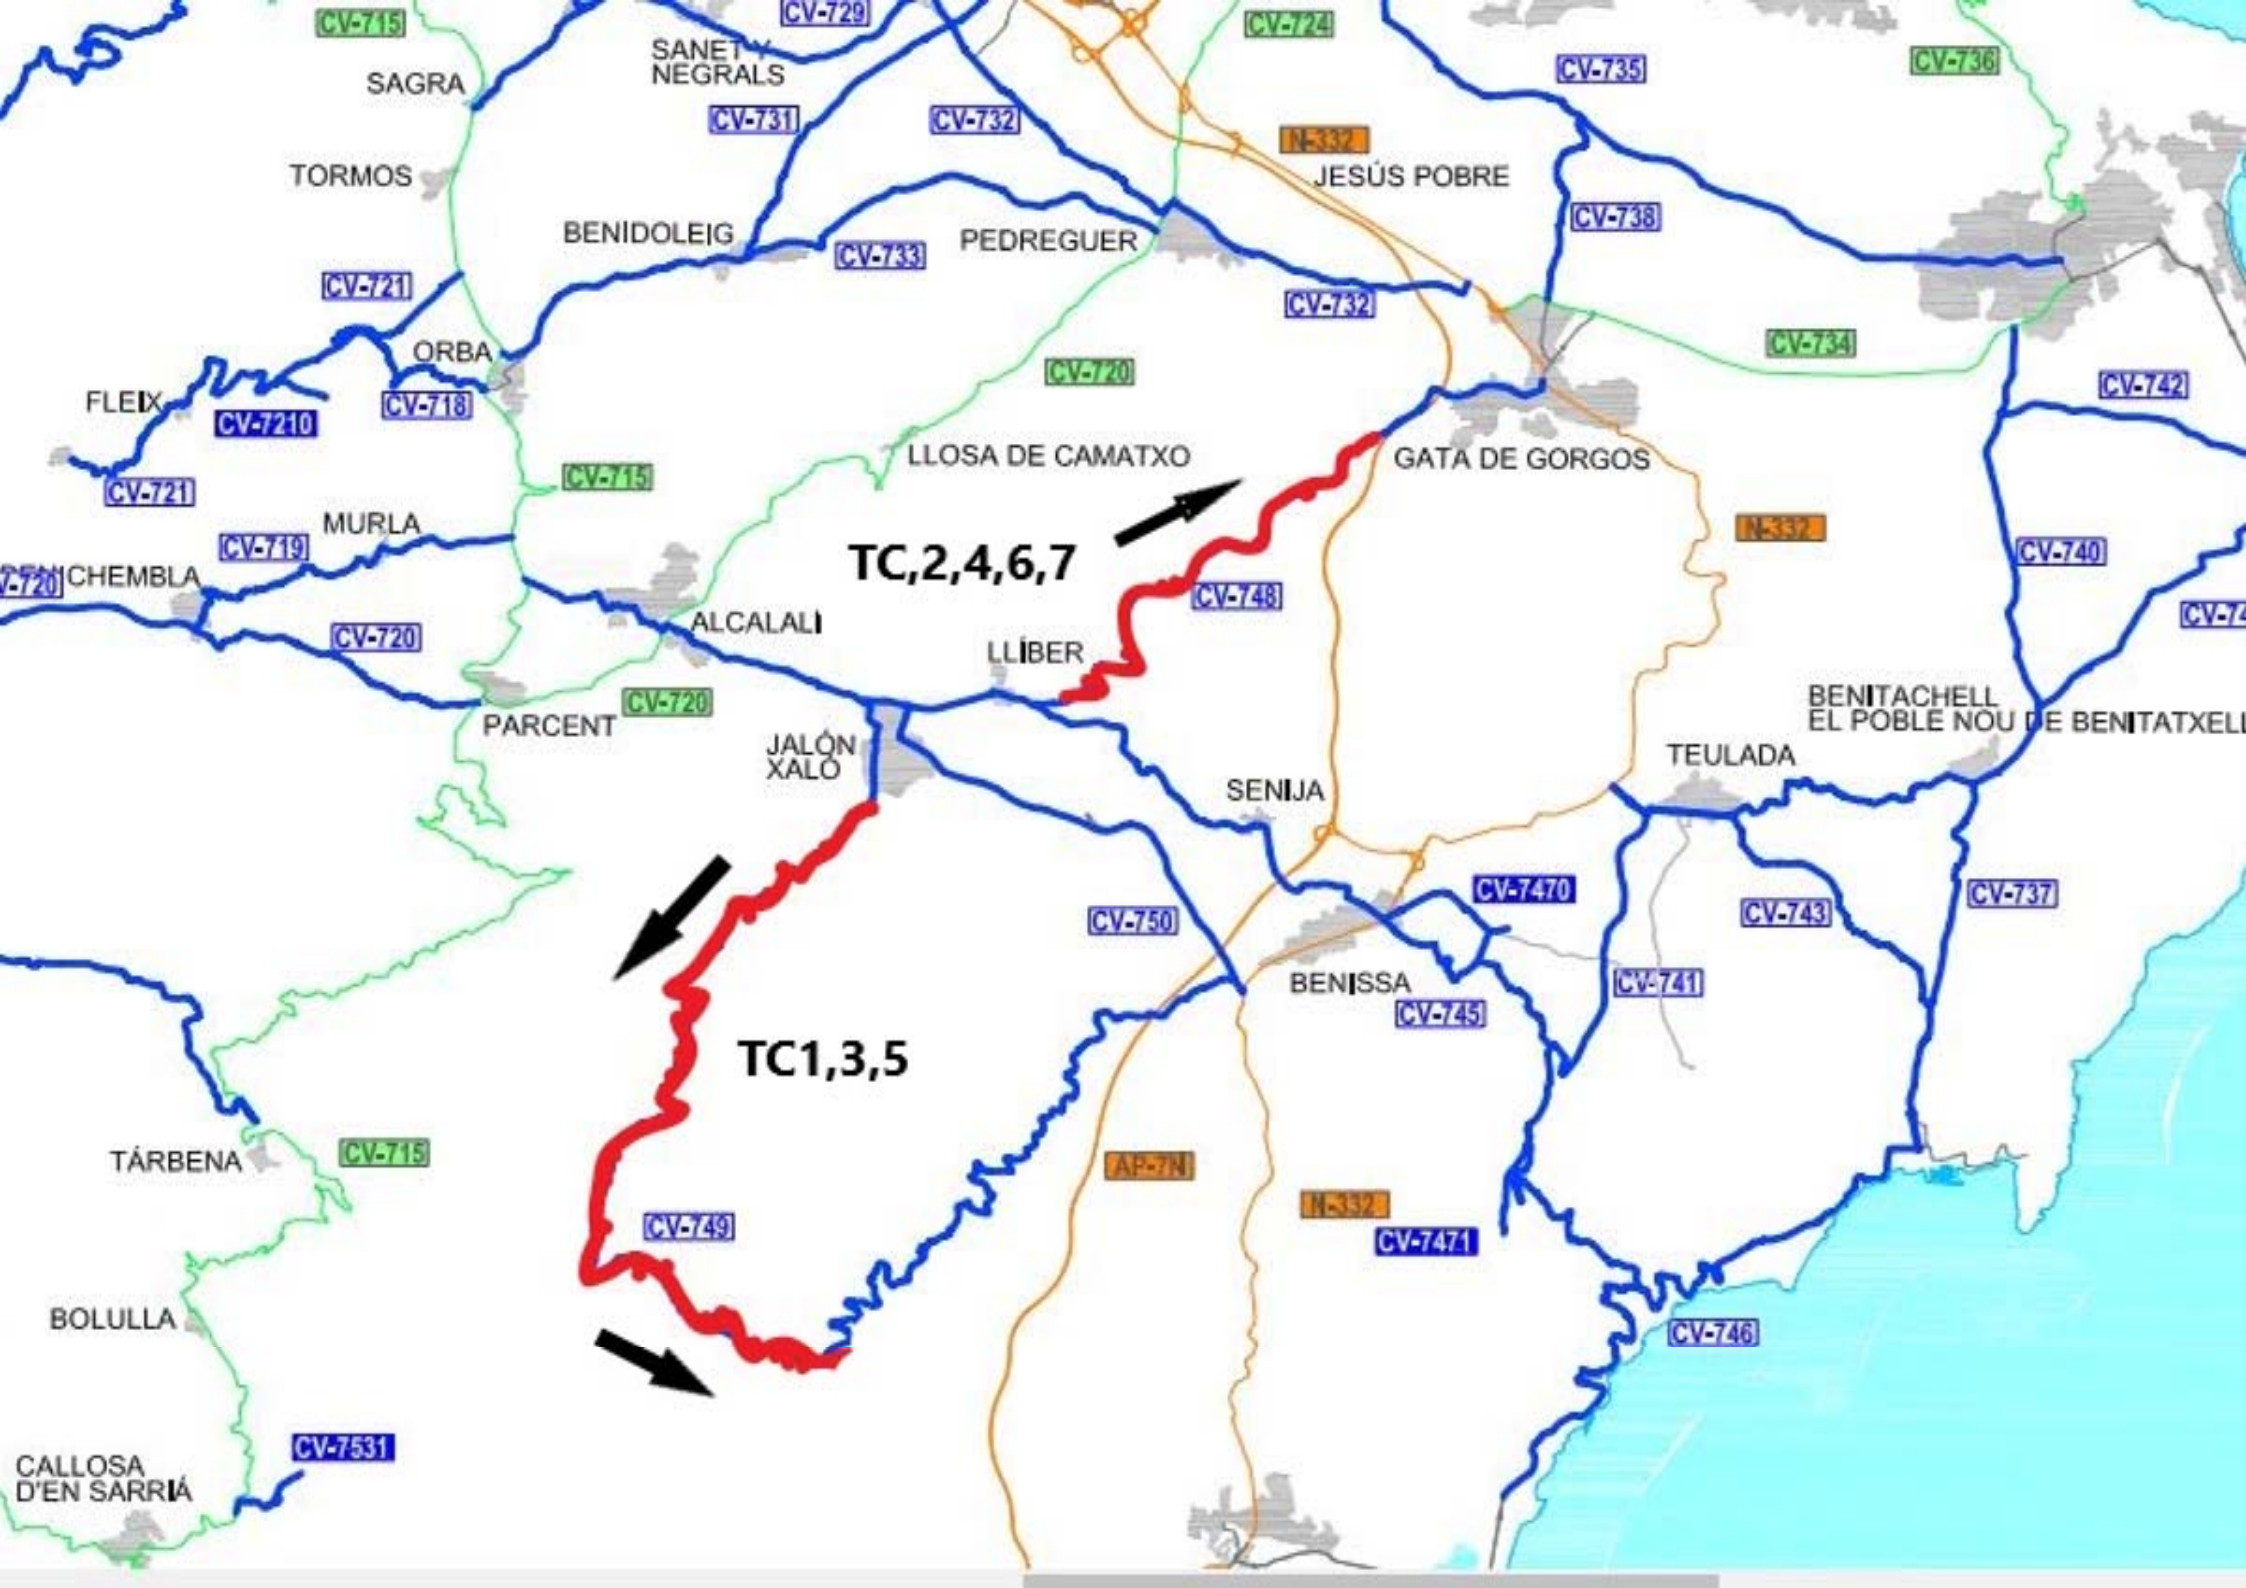 CV-715
CV-729
CV-724
SANET Y
NEGRALS
CV-735
CV-736
SAGRA
CV-731
CV-732
N-332
TORMOS
JESÚS POBRE
CV-738
BENIDOLEIG
CV-733
PEDREGUER
CV-721
CV-732
CV-734
ORBA
CV-720
CV-742
FLEIX
CV-7210
CV-718
LLOSA DE CAMATXO
GATA DE GORGOS
CV-715
CV-721
MURLA
CV-719
N-332
TC,2,4,6,7
CV-740
V-720
CHEMBLA
CV-748
CV-74
ALCALALI
CV-720
LLÍBER
CV-720
BENITACHELL
EL POBLE NOU DE BENITATXELL
PARCENT
JALÓN
XALÓ
TEULADA
SENIJA
CV-7470
CV-737
CV-750
CV-743
BENISSA
CV-741
CV-745
TC1,3,5
TÁRBENA
CV-715
AP-7N
N-332
CV-749
CV-7471
BOLULLA
CV-746
CV-7531
CALLOSA
D'EN SARRIÁ